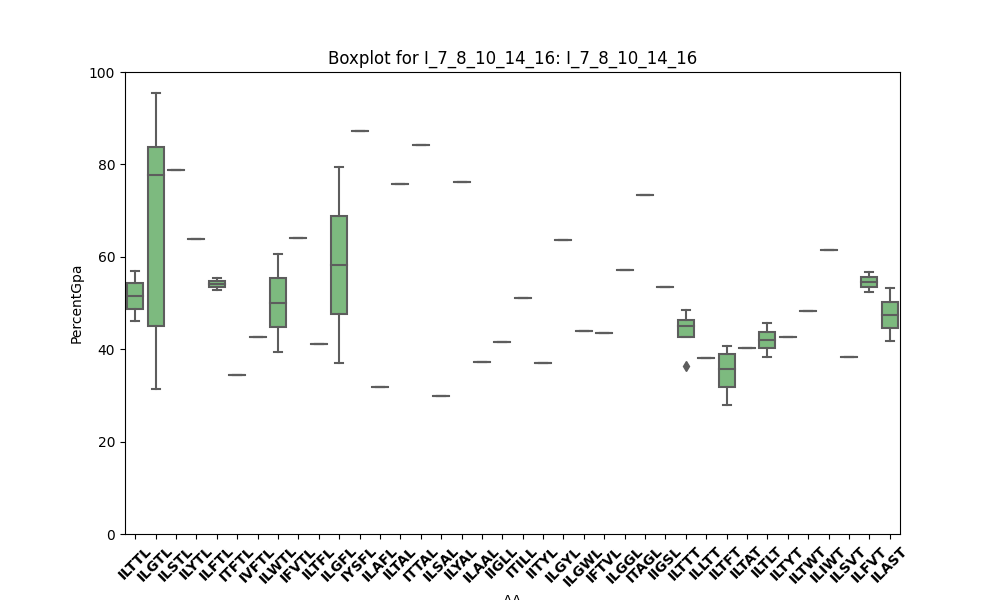 Boxplot for I_7_8_10_14_16: I_7_8_10_14_16
100
80
60
40
20
0
PercentGpa
ILTTL
ILGTL
ILSTL
ILYTL
ILFTL
ITFTL
IVFTL
ILWTL
IFVTL
ILTFL
ILGFL
IYSFL
ILAFL
ILTAL
ITTAL
ILSAL
ILYAL
ILAAL
IIGLL
ITILL
IITYL
ILGYL
ILGWL
IFTVL
ILGGL
ITAGL
IIGSL
ILTTT
ILLTT
ILTFT
ILTAT
ILTLT
ILTYT
ILTWT
ILIWT
ILSVT
ILFVT
ILAST
AA